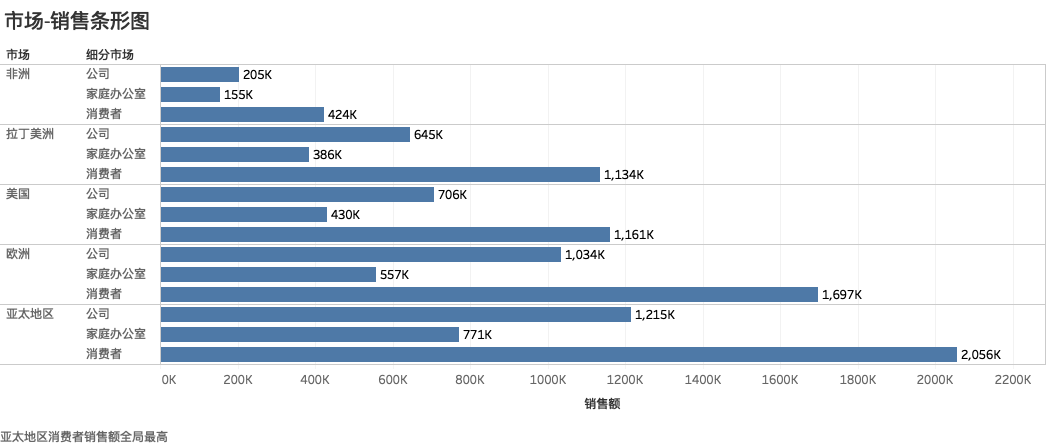 市场-销售条形图
市场 细分市场
非洲 公司 205K
家庭办公室 155K
消费者 424K
拉丁美洲 公司 645K
家庭办公室 386K
消费者 1,134K
美国 公司 706K
家庭办公室 430K
消费者 1,161K
欧洲 公司 1,034K
家庭办公室 557K
消费者 1,697K
亚太地区 公司 1,215K
家庭办公室 771K
消费者 2,056K
0K 200K 400K 600K 800K 1000K 1200K 1400K 1600K 1800K 2000K 2200K
销售额
亚太地区消费者销售额全局最高